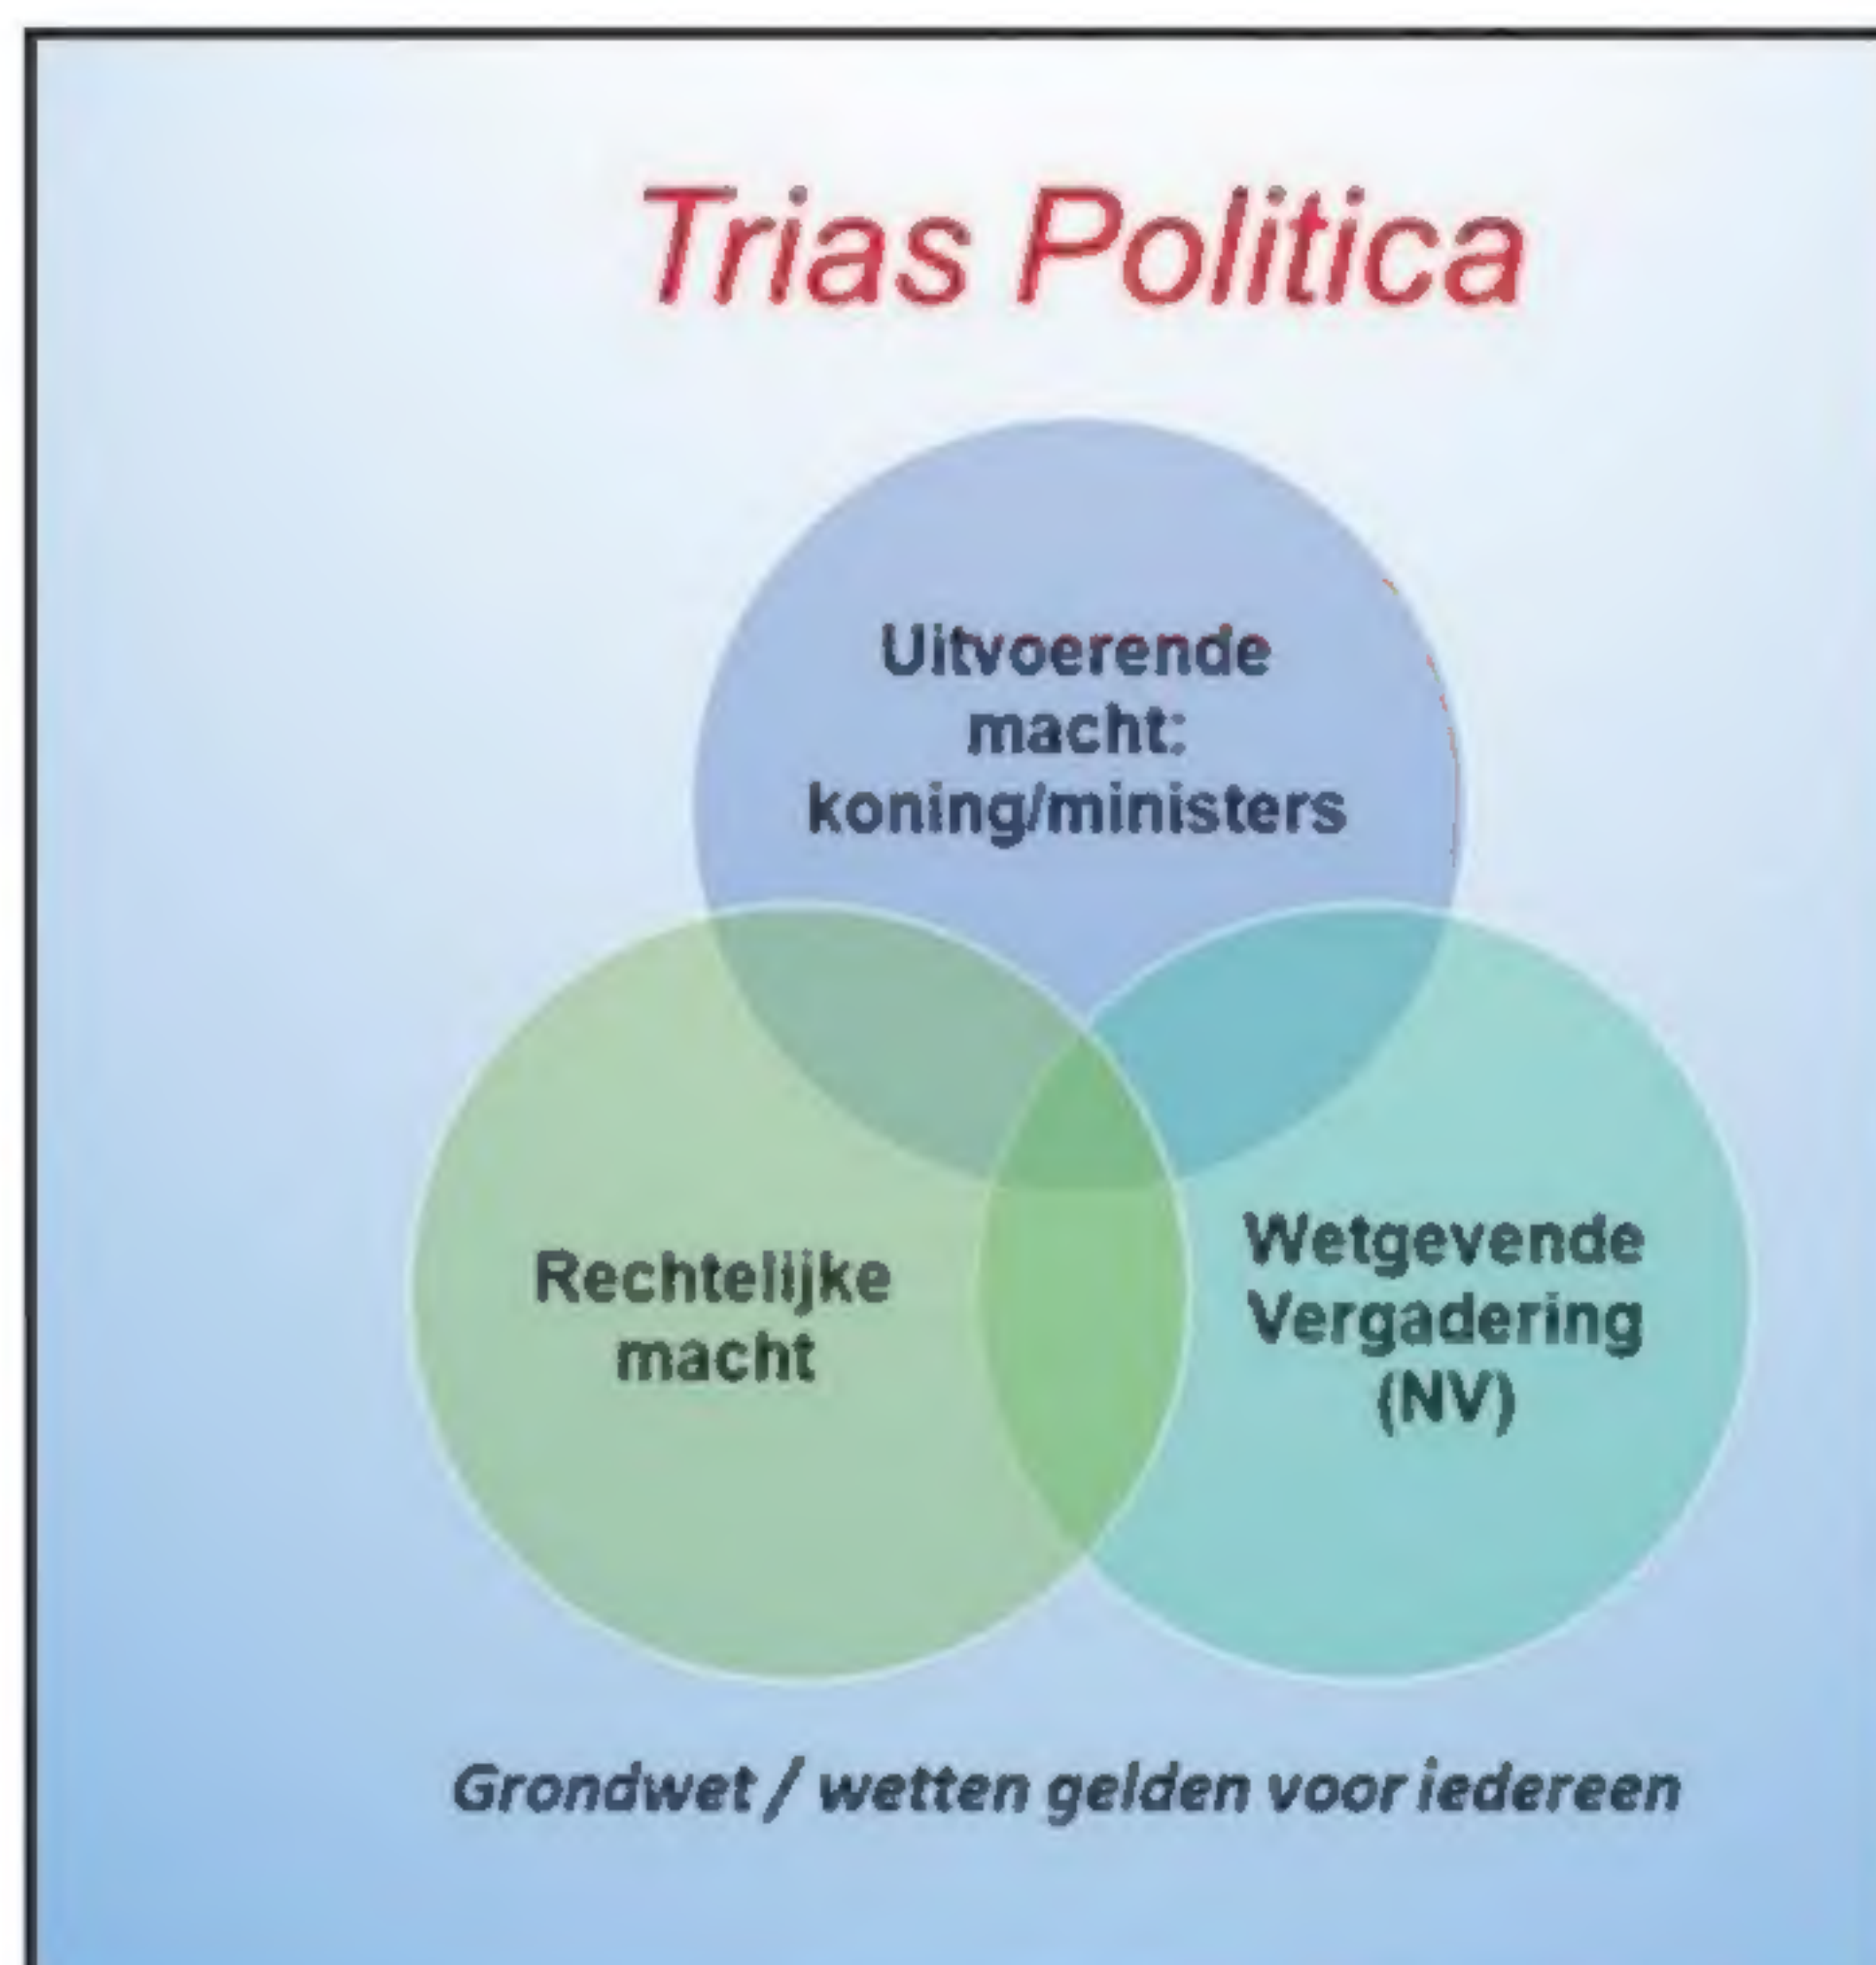 Trias Politica
Uitvoerende
macht:
koning/ministers
Rechtelijke
macht
Wetgevende
Vergadering
(NV)
Grondwet / wetten gelden voor iedereen